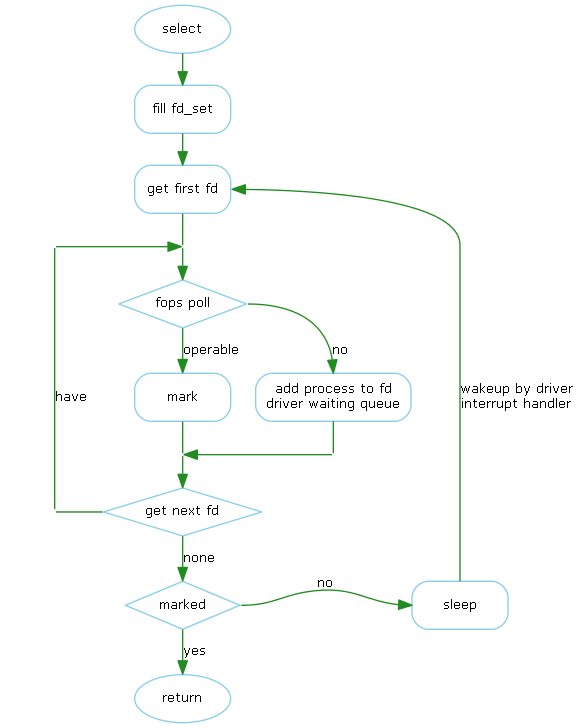 select
fill fd_set
get first fd
fops poll
operable
no
have
mark
add process to fd
driver waiting queue
wakeup by driver
interrupt handler
get next fd
none
no
marked
sleep
yes
return